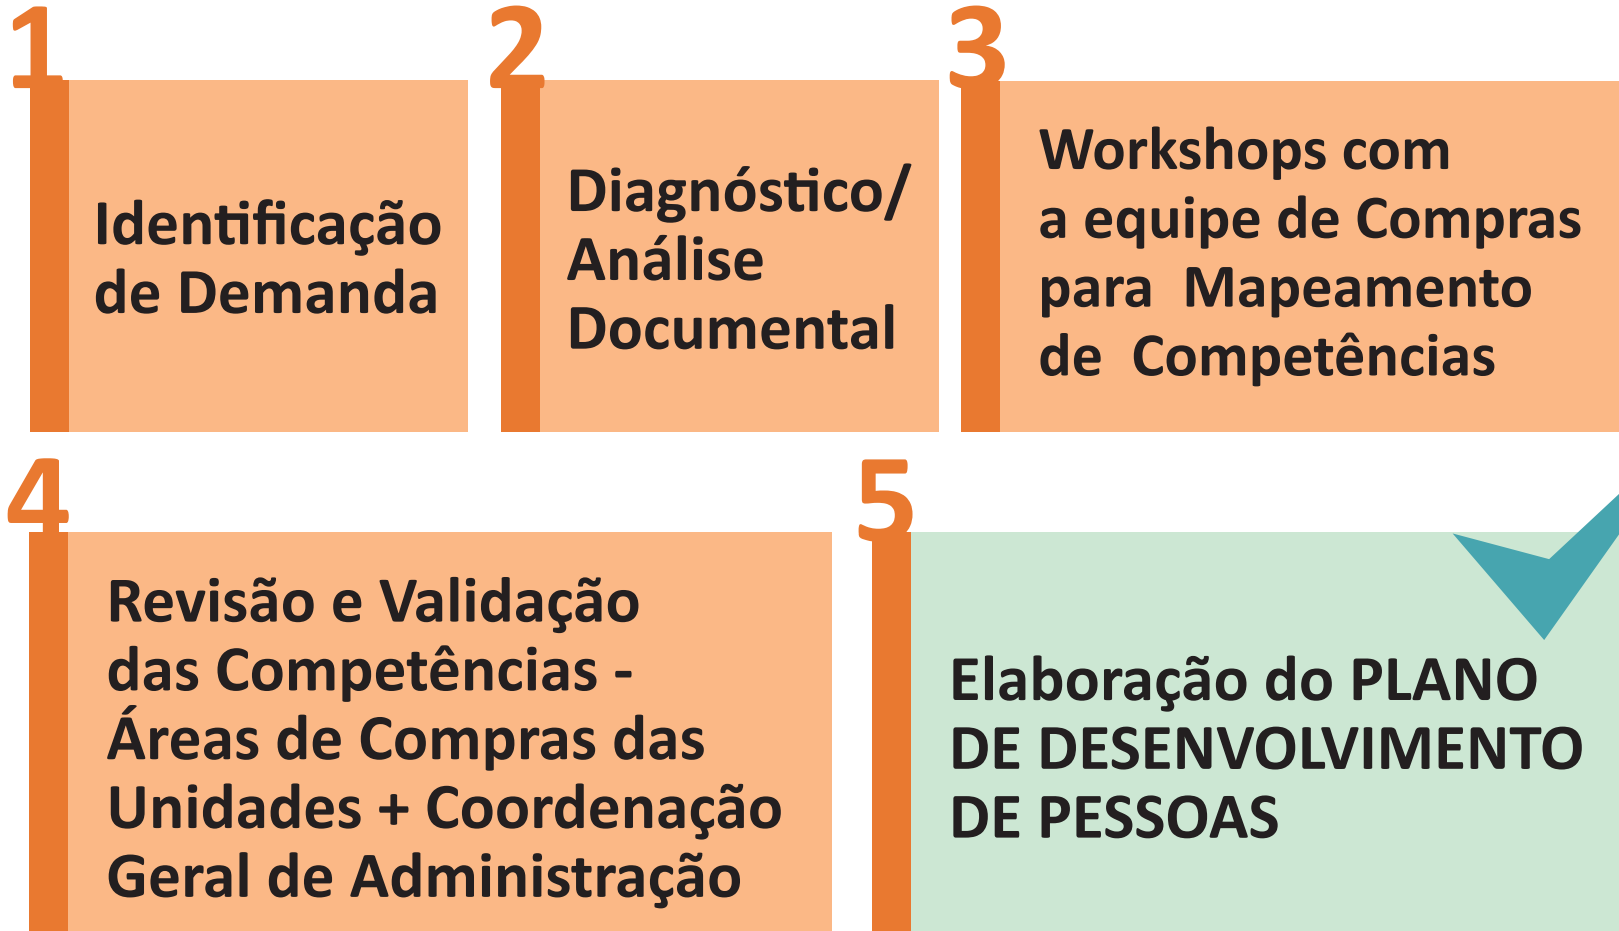 1
Identificação
de Demanda
2
Diagnóstico/
Análise
Documental
3
Workshops com
a equipe de Compras
para  Mapeamento
de  Competências
4
Revisão e Validação
das Competências -
Áreas de Compras das
Unidades + Coordenação
Geral de Administração
5
Elaboração do PLANO
DE DESENVOLVIMENTO
DE PESSOAS